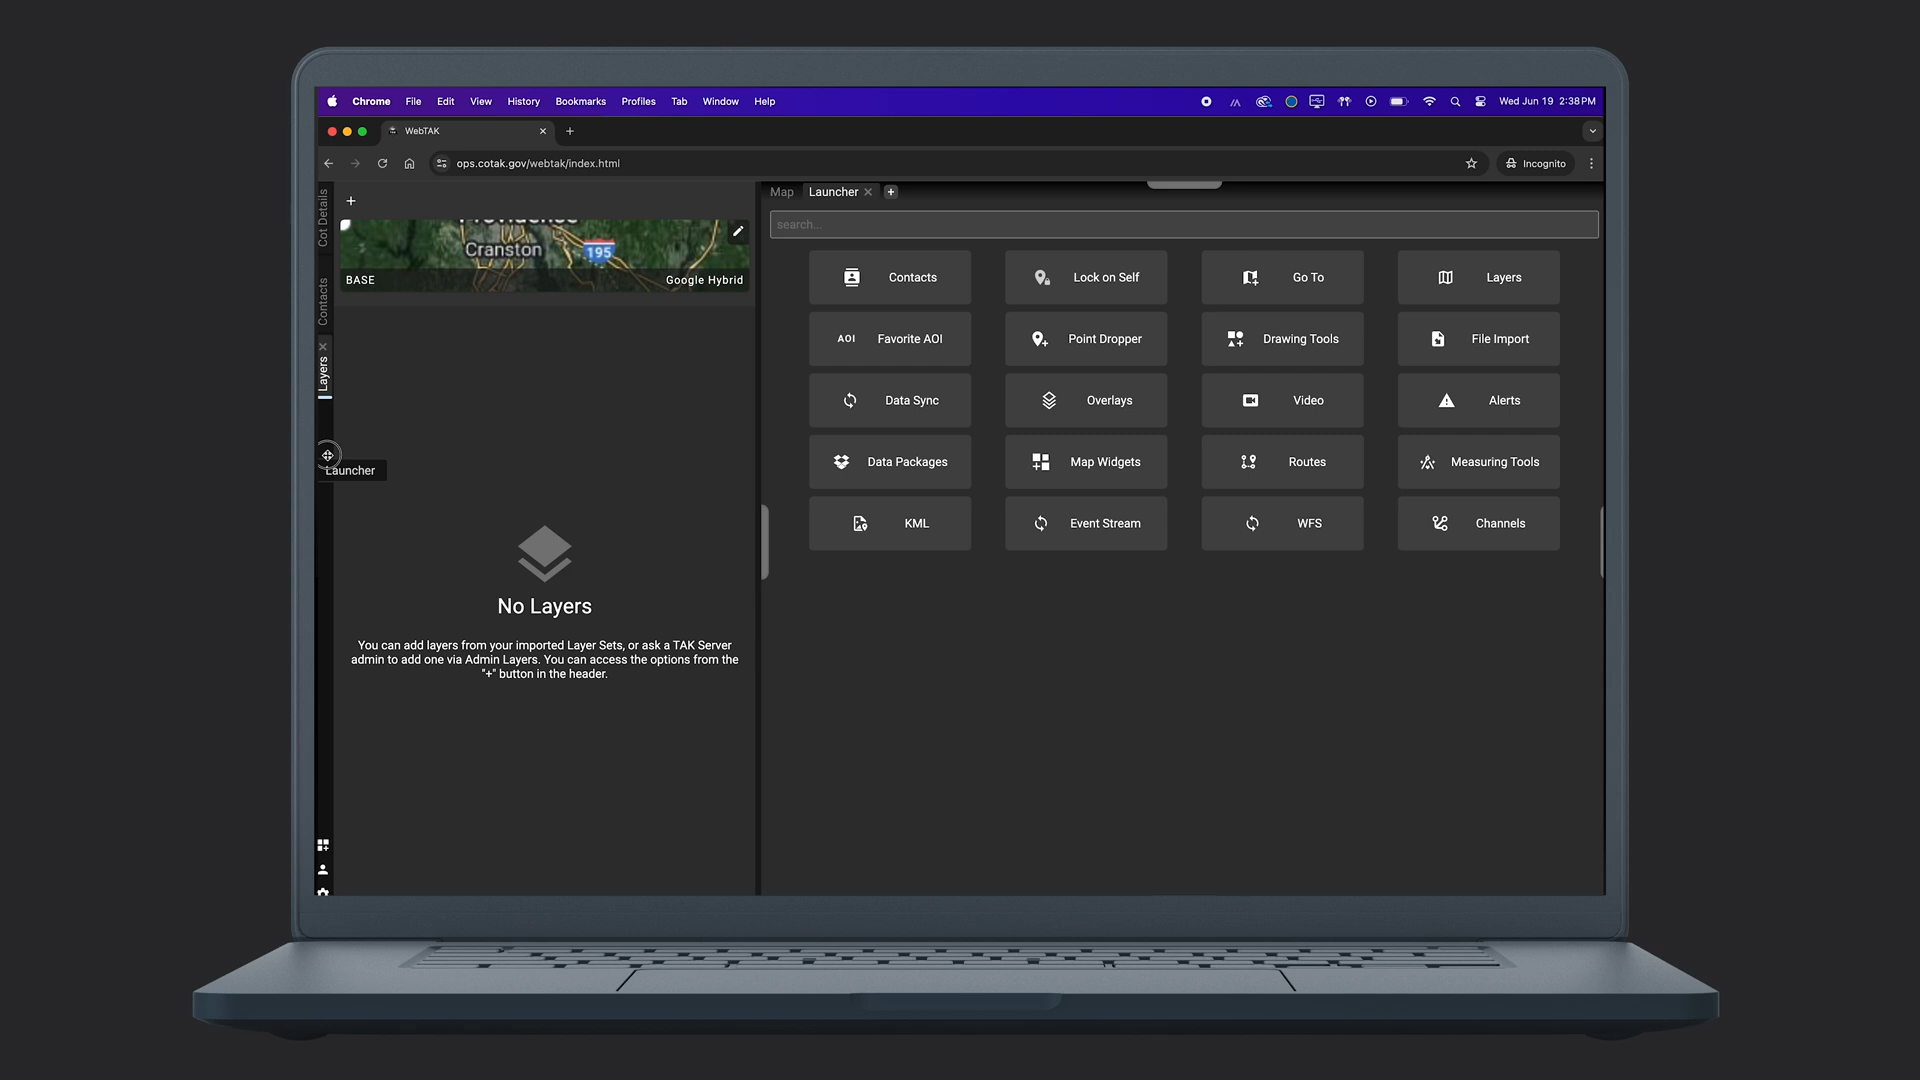 Chrome File Edit View History Bookmarks Profiles Tab Window Help
Wed Jun 19 2:38 PM
WebTAK
ops.cotak.gov/webtak/index.html
Incognito
Cot Details
Contacts
Layers
Launcher
Cranston
195
BASE
Google Hybrid
No Layers
You can add layers from your imported Layer Sets, or ask a TAK Server
admin to add one via Admin Layers. You can access the options from the
"+" button in the header.
Map Launcher
search...
Contacts
Lock on Self
Go To
Layers
AOI Favorite AOI
Point Dropper
Drawing Tools
File Import
Data Sync
Overlays
Video
Alerts
Data Packages
Map Widgets
Routes
Measuring Tools
KML
Event Stream
WFS
Channels